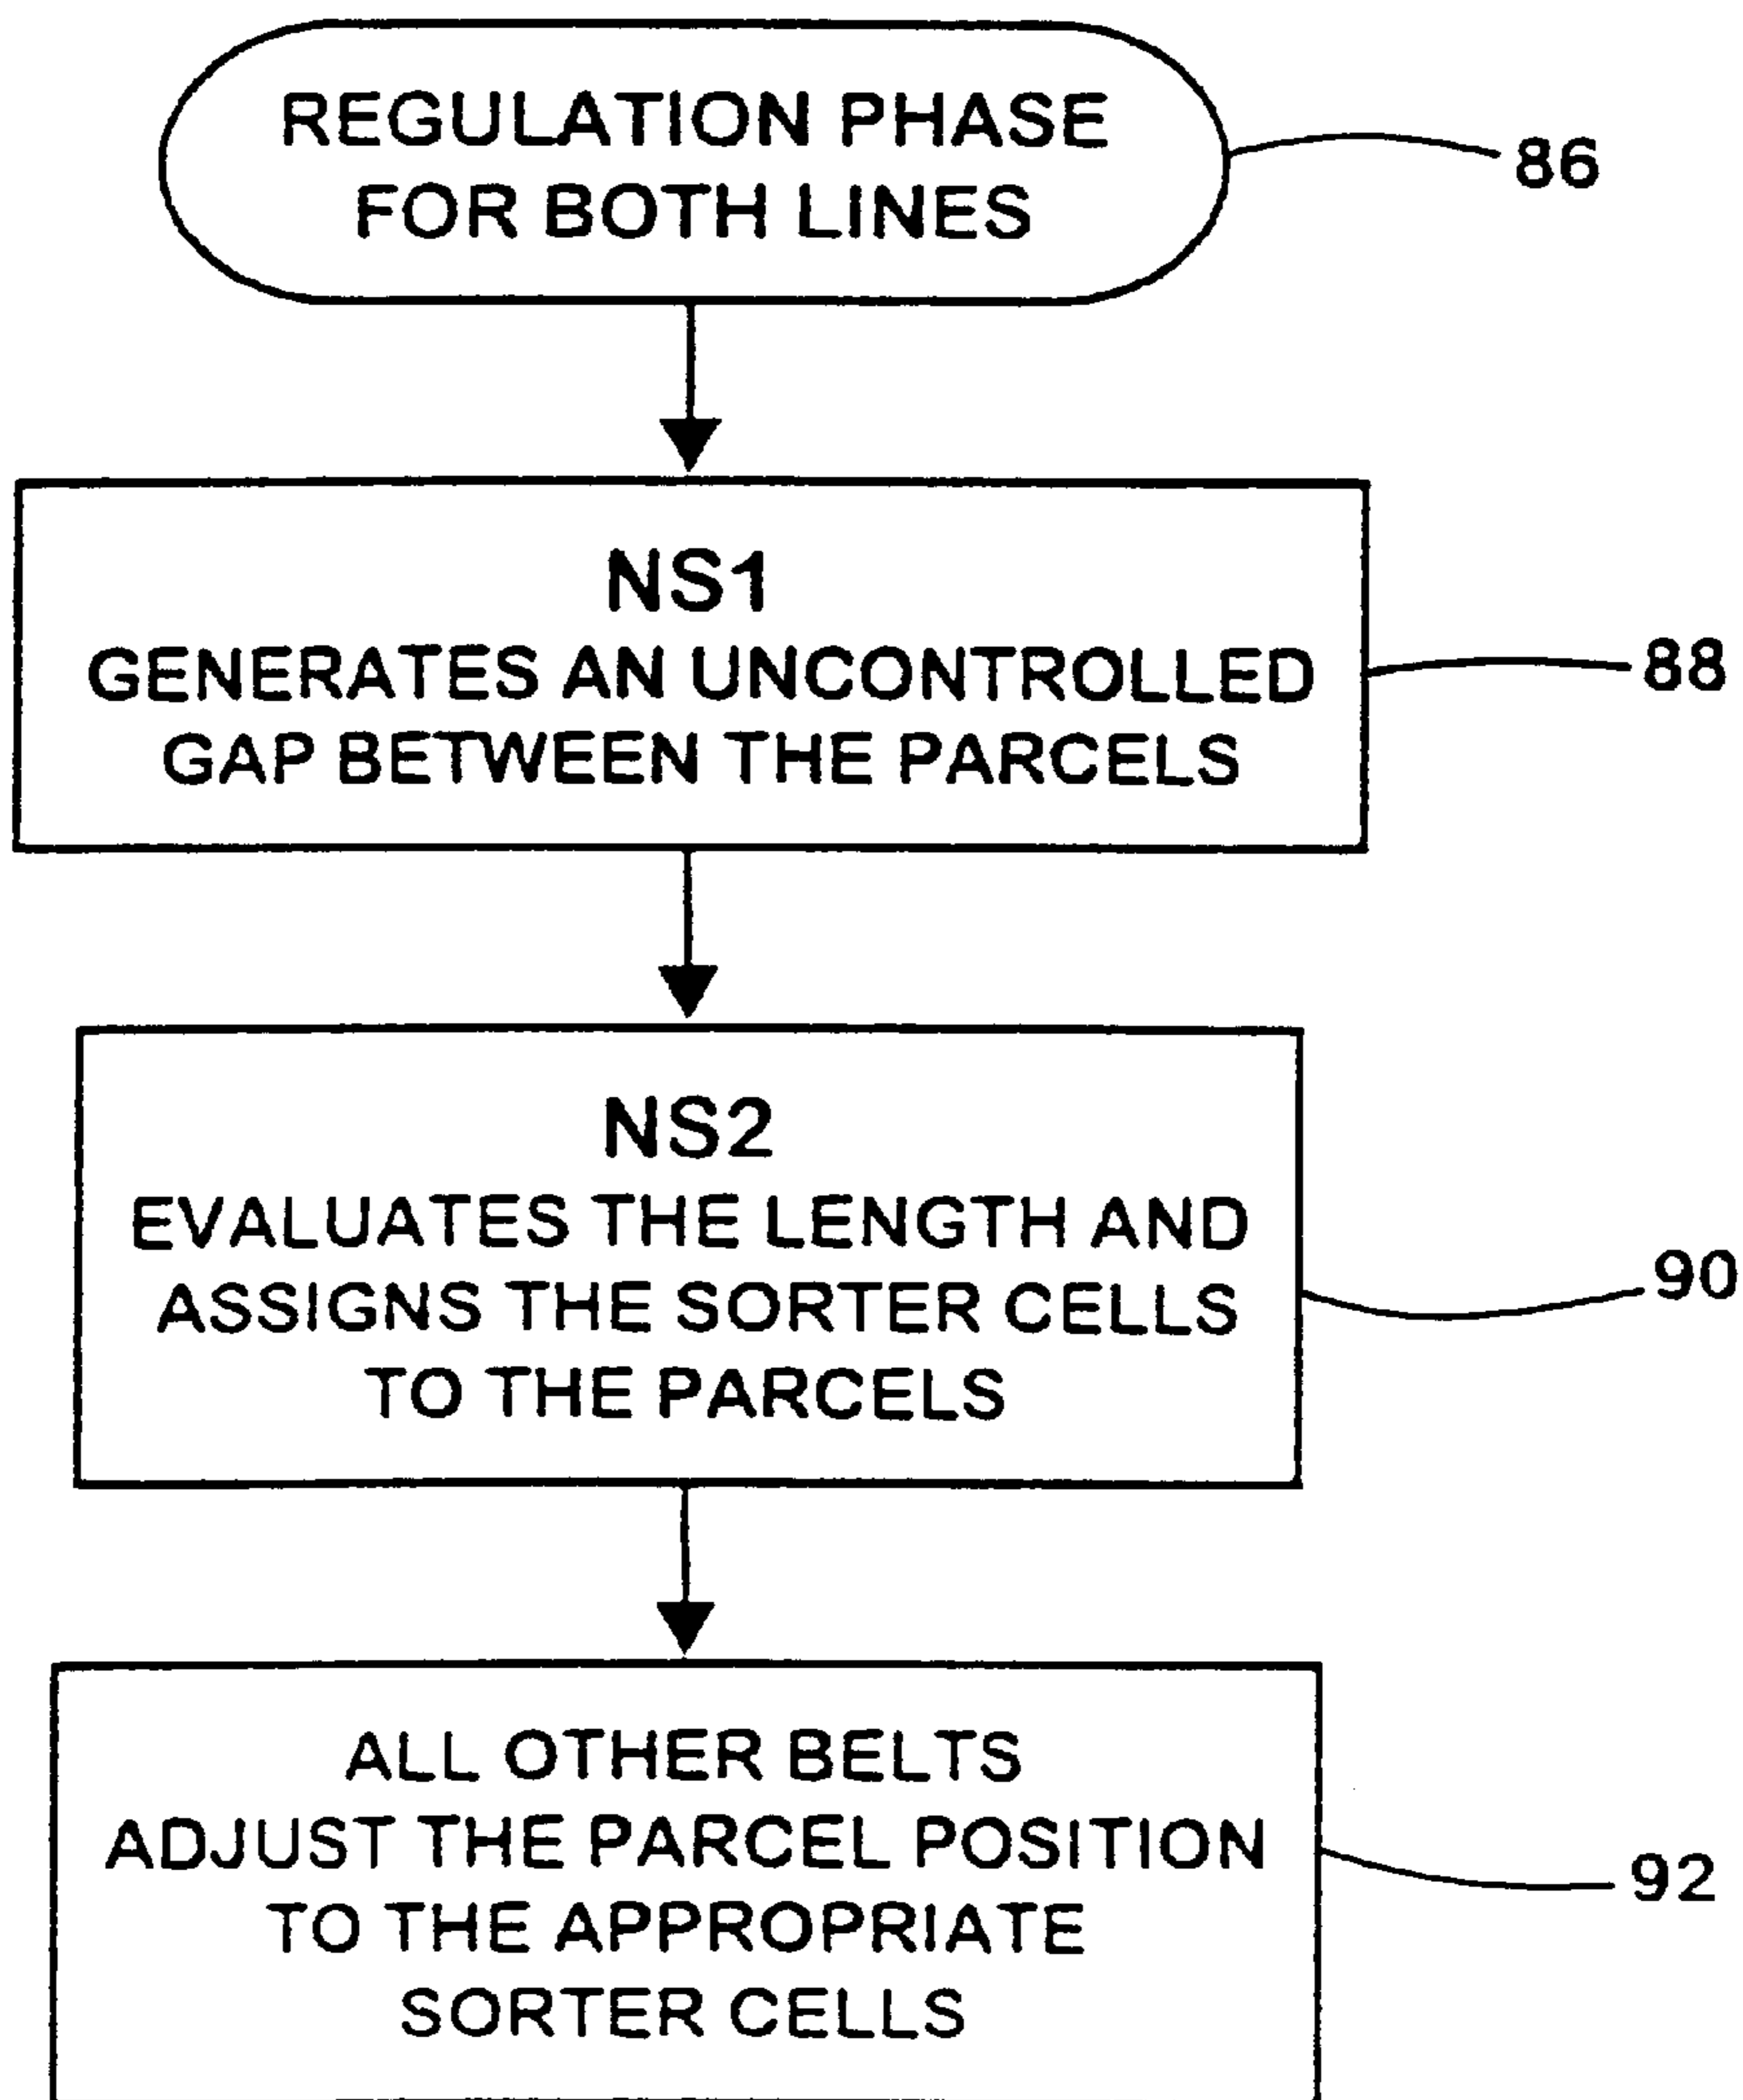 REGULATION PHASE
FOR BOTH LINES
86
NS1
GENERATES AN UNCONTROLLED
GAP BETWEEN THE PARCELS
88
NS2
EVALUATES THE LENGTH AND
ASSIGNS THE SORTER CELLS
TO THE PARCELS
90
ALL OTHER BELTS
ADJUST THE PARCEL POSITION
TO THE APPROPRIATE
SORTER CELLS
92